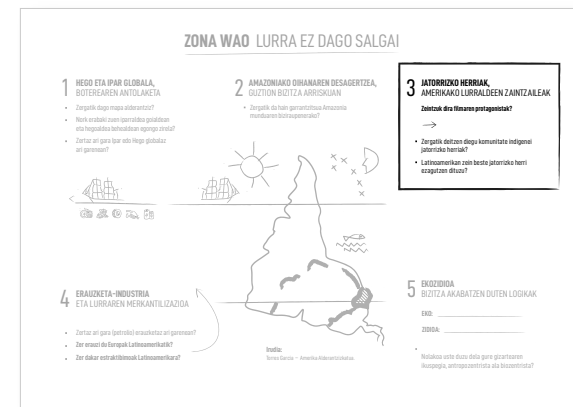 ZONA WAO LURRA EZ DAGO SALGAI
1 HEGO ETA IPAR GLOBALA,
BOTEREAREN ANTOLAKETA
• Zergatik dago mapa alderantziz?
• Nork erabaki zuen iparraldea goialdean
eta hegoaldea behealdean egongo zirela?
• Zertaz ari gara Ipar edo Hego globalaz
ari garenean?
2 AMAZONIAKO OIHANAREN DESAGERTZEA,
GUZTION BIZITZA ARRISKUAN
• Zergatik da hain garrantzitsua Amazonia
munduaren biziraupenerako?
3 JATORRIZKO HERRIAK,
AMERIKAKO LURRALDEEN ZAINTZAILEAK
Zeintzuk dira filmaren protagonistak?
→
• Zergatik deitzen diegu komunitate indigenei
jatorrizko herriak?
• Latinoamerikan zein beste jatorrizko herri
ezagutzen dituzu?
4 ERAUZKETA-INDUSTRIA
ETA LURRAREN MERKANTILIZAZIOA
• Zertaz ari gara (petrolio) erauzketaz ari garenean?
• Zer erauzi du Europak Latinoamerikatik?
• Zer dakar estraktibimoak Latinoamerikara?
Irudia:
Torres García – Amerika Alderantzizkatua
5 EKOZIDIOA
BIZITZA AKABATZEN DUTEN LOGIKAK
EKO:
ZIDIOA:
•
Nolakoa uste duzu dela gure gizartearen
ikuspegia, antropozentrista ala biozentrista?